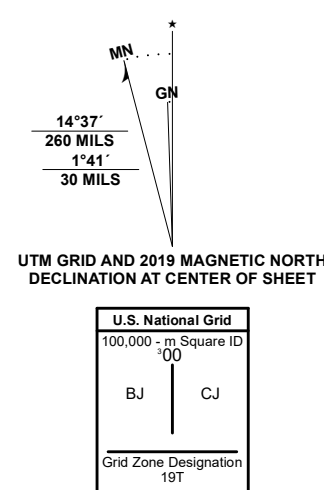 ★
MN
GN
14°37´
260 MILS
1°41´
30 MILS
UTM GRID AND 2019 MAGNETIC NORTH
DECLINATION AT CENTER OF SHEET
U.S. National Grid
100,000 - m Square ID
³00
BJ CJ
Grid Zone Designation
19T